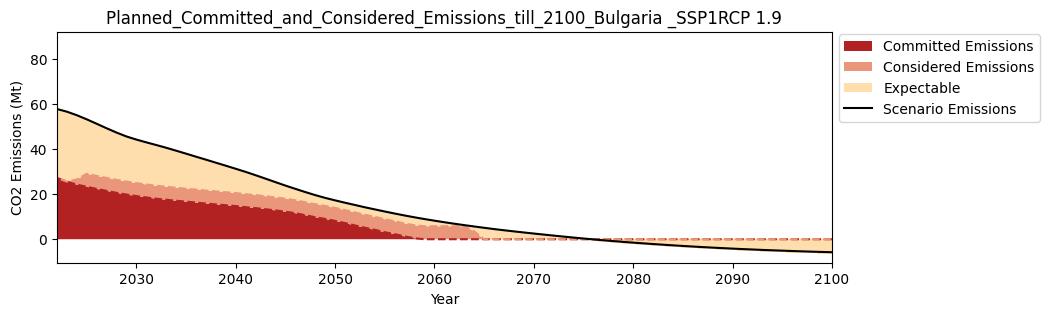 Planned_Committed_and_Considered_Emissions_till_2100_Bulgaria _SSP1RCP 1.9
Committed Emissions
Considered Emissions
Expectable
Scenario Emissions
CO2 Emissions (Mt)
80
60
40
20
0
2030 2040 2050 2060 2070 2080 2090 2100
Year